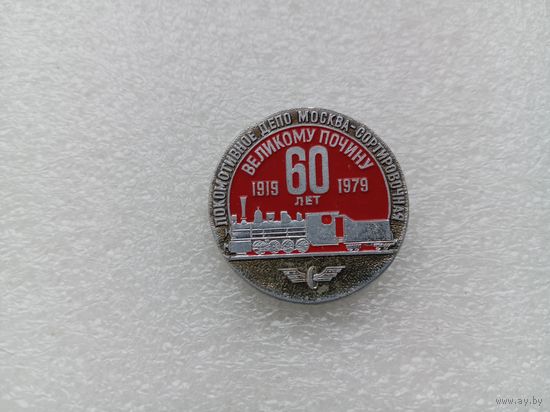 ЛОКОМОТИВНОЕ ДЕПО МОСКВА-СОРТИРОВОЧНАЯ
ВЕЛИКОМУ ПОЧИНУ
1919 60 1979
ЛЕТ
www.ay.by